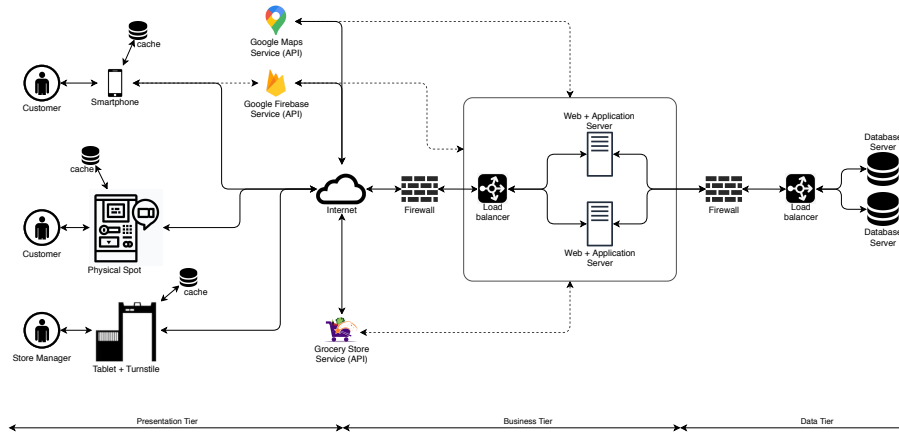 cache
Google Maps
Service (API)
Customer
Smartphone
Google Firebase
Service (API)
Web + Application
Server
Database
Server
cache
Internet
Firewall
Load
balancer
Firewall
Load
balancer
Customer
Physical Spot
Web + Application
Server
Database
Server
cache
Store Manager
Tablet + Turnstile
Grocery Store
Service (API)
Presentation Tier
Business Tier
Data Tier